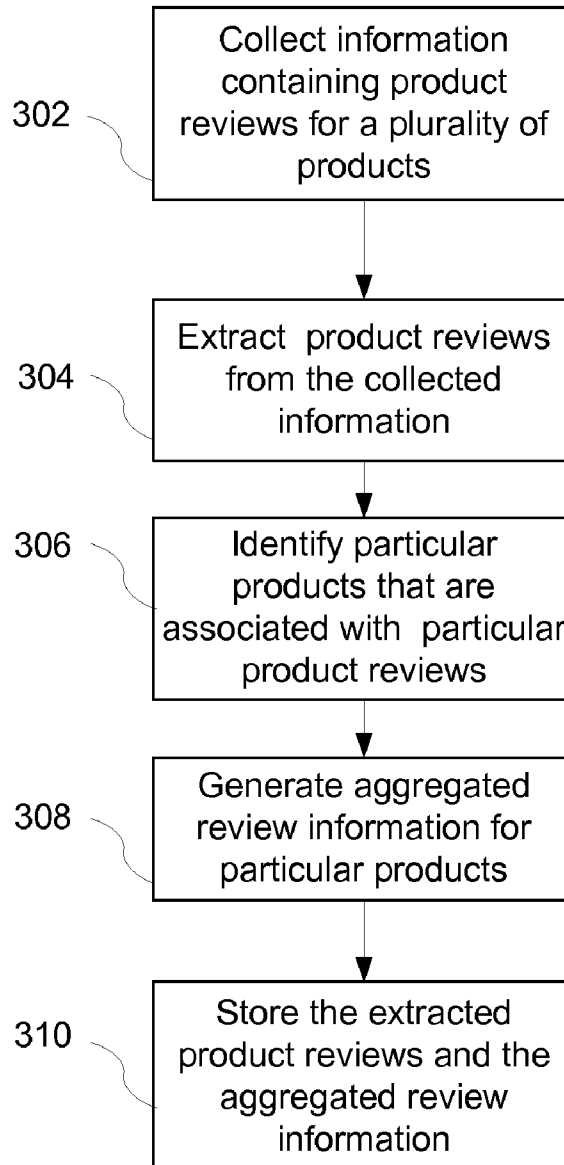 Collect information
containing product
reviews for a plurality of
products
302
Extract product reviews
from the collected
information
304
Identify particular
products that are
associated with particular
product reviews
306
Generate aggregated
review information for
particular products
308
Store the extracted
product reviews and the
aggregated review
information
310